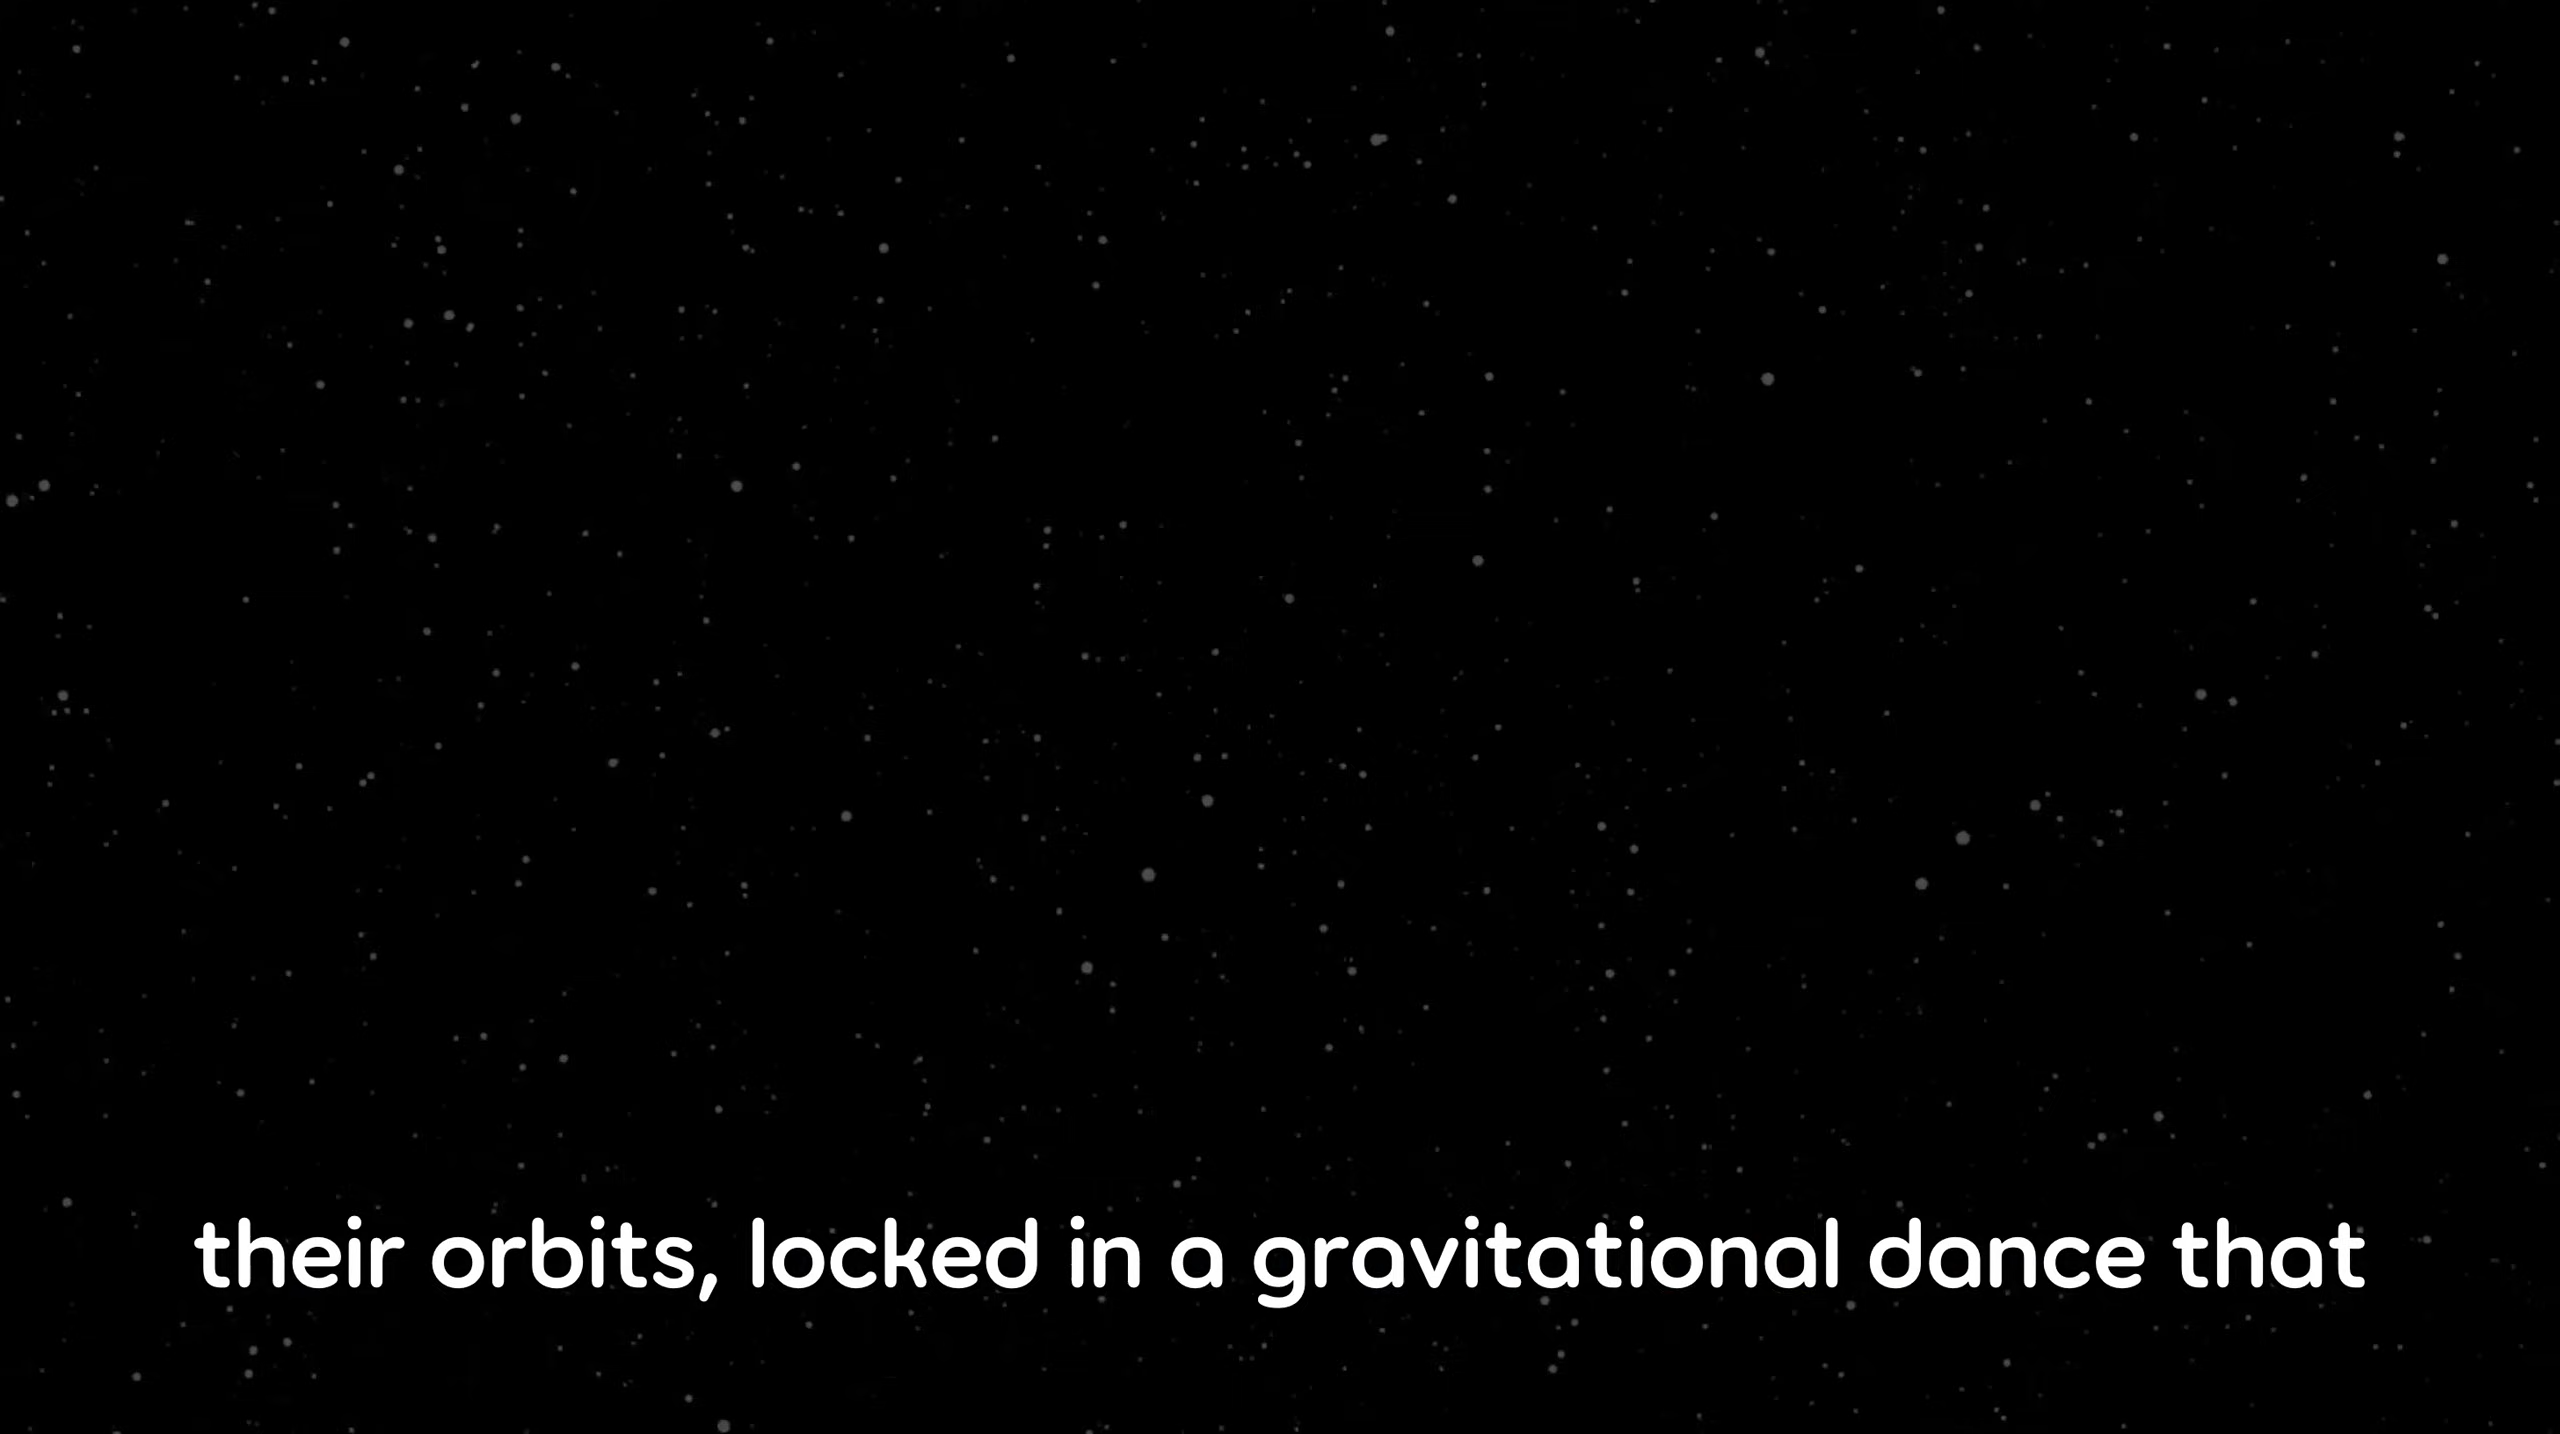 their orbits, locked in a gravitational dance that